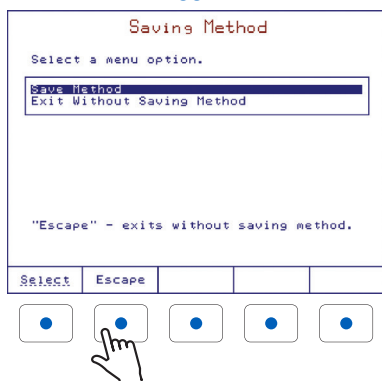 Saving Method
Select a menu option.
Save Method
Exit Without Saving Method
"Escape" - exits without saving method.
Select Escape